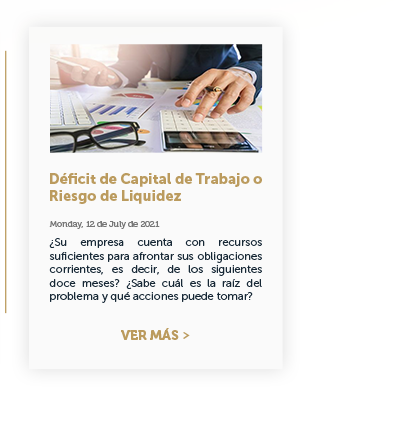 Déficit de Capital de Trabajo o
Riesgo de Liquidez
Monday, 12 de July de 2021
¿Su empresa cuenta con recursos
suficientes para afrontar sus obligaciones
corrientes, es decir, de los siguientes
doce meses? ¿Sabe cuál es la raíz del
problema y qué acciones puede tomar?
VER MÁS >